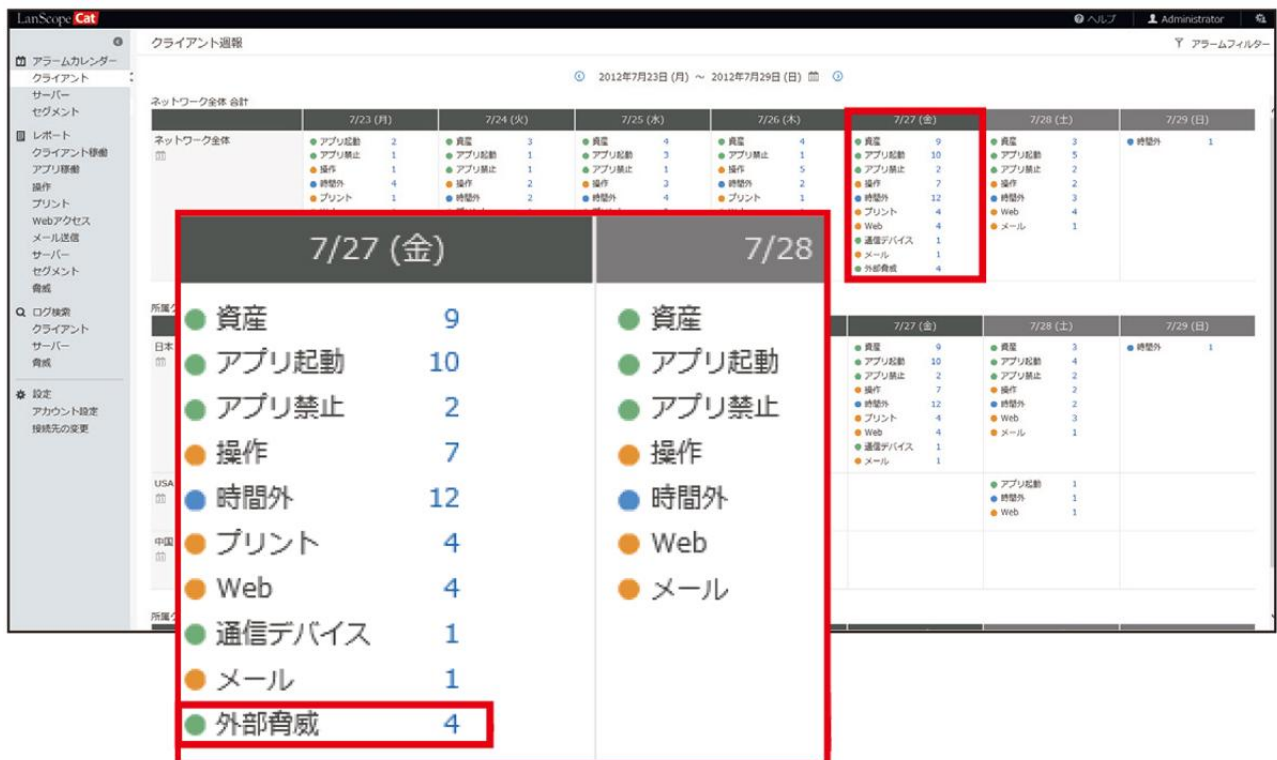 LanScope Cat
ヘルプ Administrator
クライアント週報
アラームフィルター
2012年7月23日 (月) ～ 2012年7月29日 (日)
アラームカレンダー
クライアント
サーバー
セグメント
レポート
クライアント稼働
アプリ稼働
操作
プリント
Webアクセス
メール送信
サーバー
セグメント
脅威
ログ検索
クライアント
サーバー
脅威
設定
アカウント設定
接続先の変更
ネットワーク全体 合計
7/23 (月) 7/24 (火) 7/25 (水) 7/26 (木) 7/27 (金) 7/28 (土) 7/29 (日)
ネットワーク全体
アプリ起動 2
アプリ禁止 1
操作 1
時間外 4
プリント 1
資産 3
アプリ起動 1
アプリ禁止 1
操作 2
時間外 2
資産 4
アプリ起動 3
アプリ禁止 1
操作 3
時間外 4
資産 4
アプリ禁止 1
操作 5
時間外 2
プリント 1
資産 9
アプリ起動 10
アプリ禁止 2
操作 7
時間外 12
プリント 4
Web 4
通信デバイス 1
メール 1
外部脅威 4
資産 3
アプリ起動 5
アプリ禁止 2
操作 2
時間外 3
Web 4
メール 1
時間外 1
7/27 (金) 7/28
資産 9
アプリ起動 10
アプリ禁止 2
操作 7
時間外 12
プリント 4
Web 4
通信デバイス 1
メール 1
外部脅威 4
資産
アプリ起動
アプリ禁止
操作
時間外
Web
メール
所属
7/27 (金) 7/28 (土) 7/29 (日)
日本
資産 9
アプリ起動 10
アプリ禁止 2
操作 7
時間外 12
プリント 4
Web 4
通信デバイス 1
メール 1
資産 3
アプリ起動 4
アプリ禁止 2
操作 2
時間外 2
Web 3
メール 1
時間外 1
USA
アプリ起動 1
時間外 1
Web 1
中国
所属